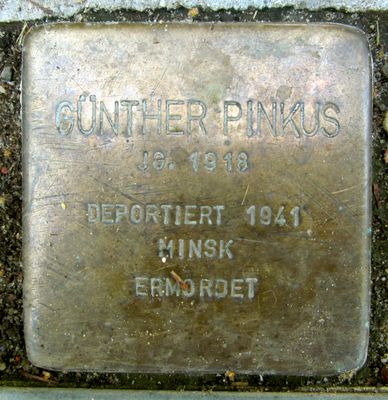 GÜNTHER PINKUS
JG. 1918
DEPORTIERT 1941
MINSK
ERMORDET